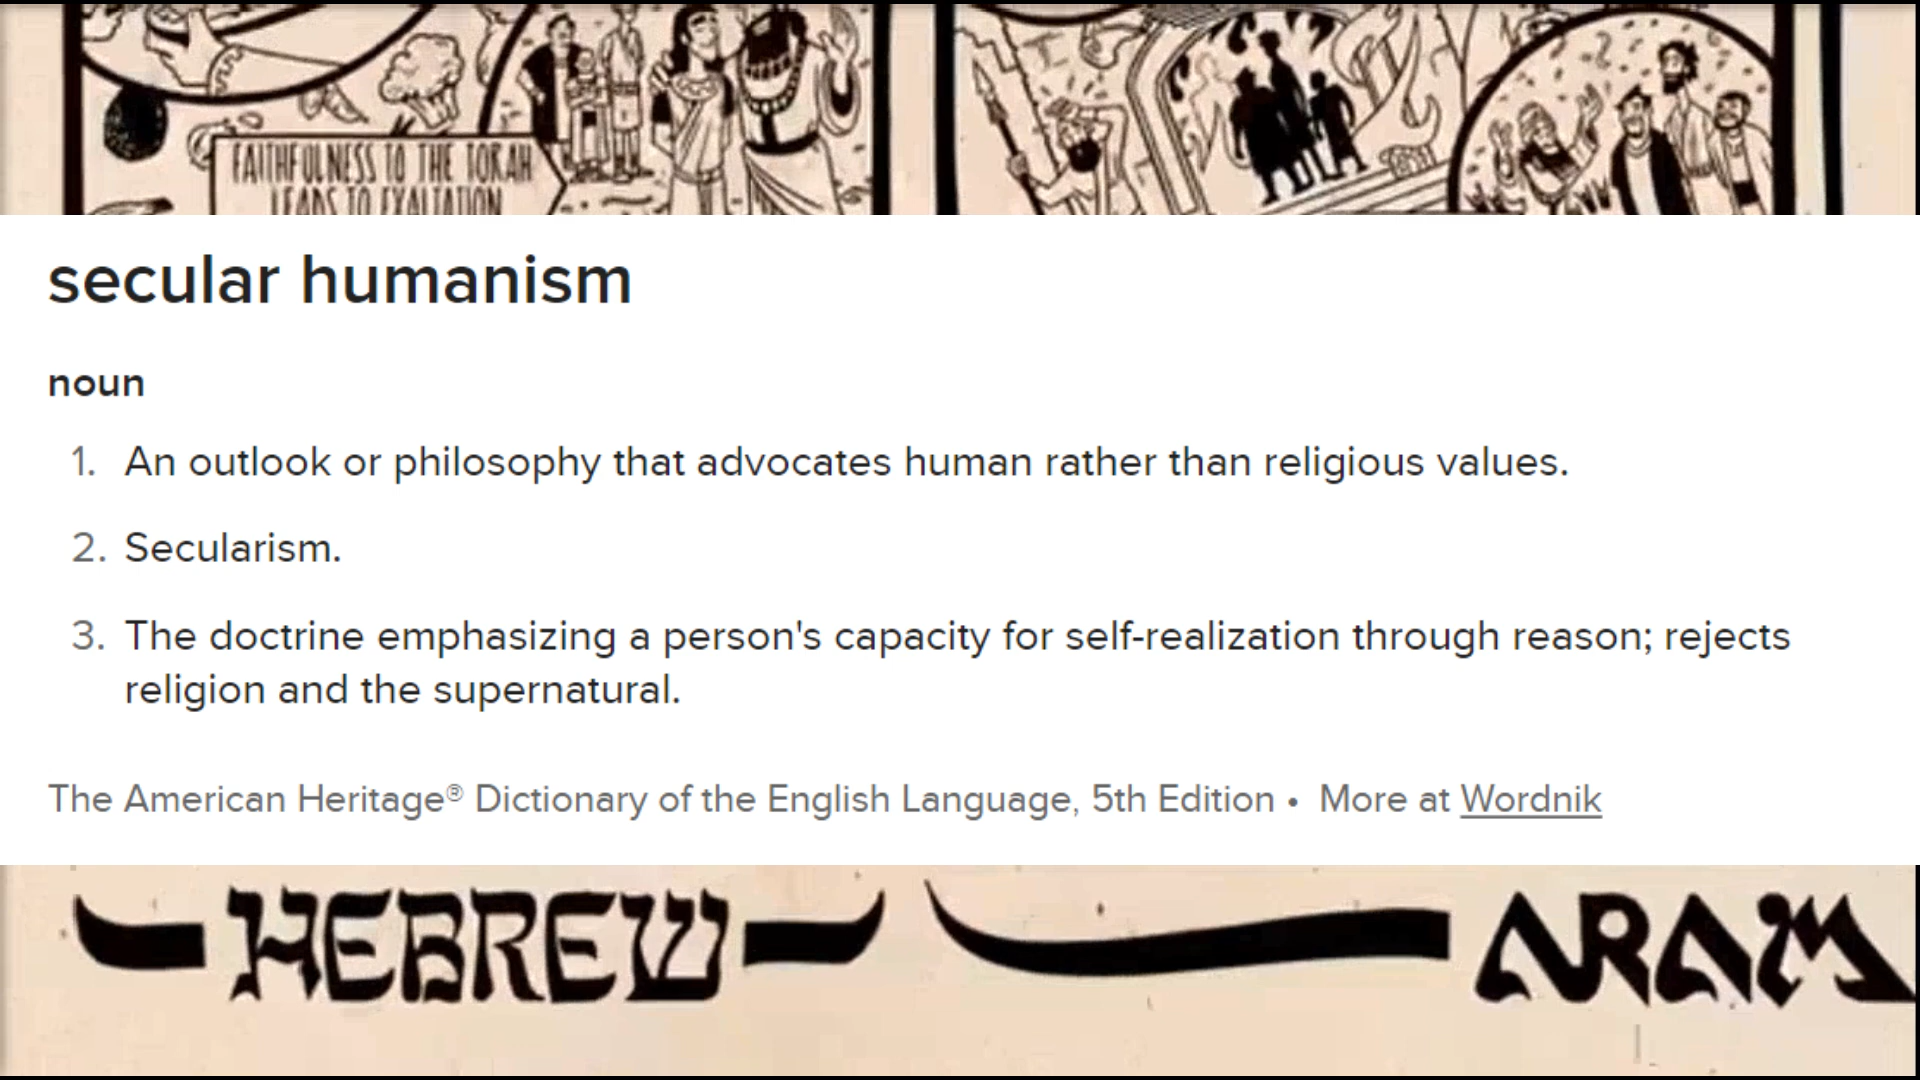 FAITHFULNESS TO THE TORAH
LEADS TO EXALTATION
secular humanism
noun
1. An outlook or philosophy that advocates human rather than religious values.
2. Secularism.
3. The doctrine emphasizing a person's capacity for self-realization through reason; rejects
religion and the supernatural.
The American Heritage® Dictionary of the English Language, 5th Edition • More at Wordnik
HEBREW ARAM